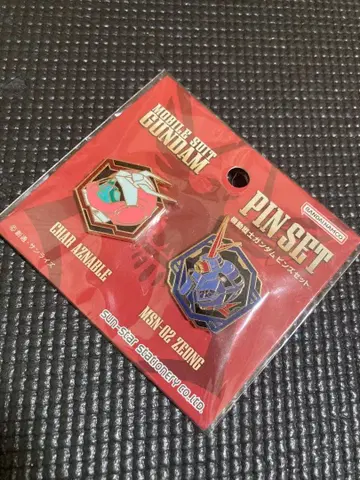 MOBILE SUIT
GUNDAM
BANDAI NAMCO
PIN SET
機動戦士ガンダムピンズセット
CHAD AZNABLE
MSN-02 ZEONG
©創通・サンライズ
sun-star stationery CO.,LTD.